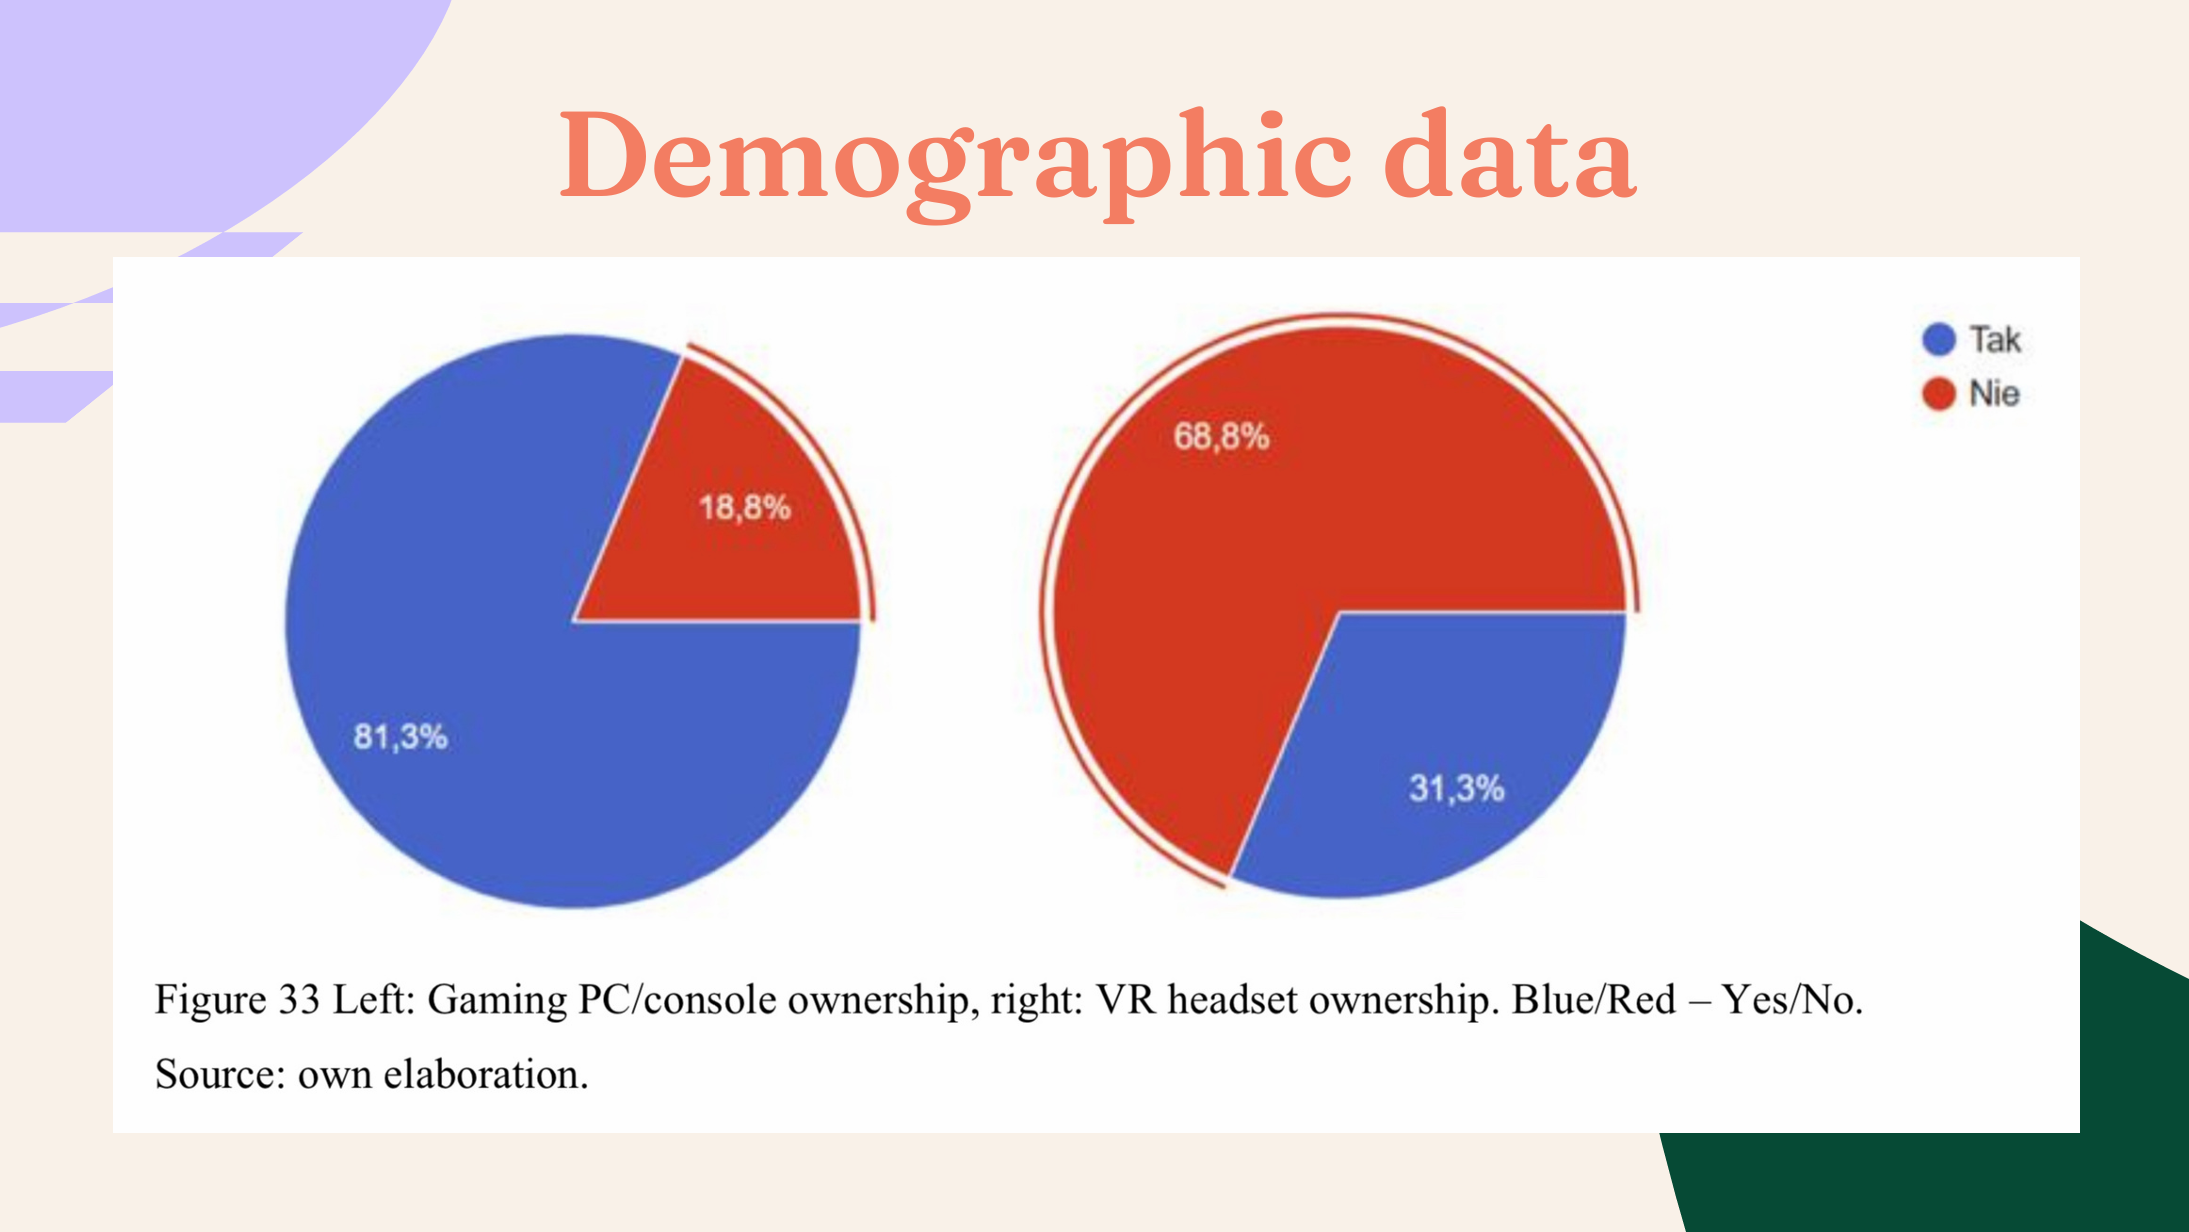 Demographic data
Tak
Nie
18,8%
81,3%
68,8%
31,3%
Figure 33 Left: Gaming PC/console ownership, right: VR headset ownership. Blue/Red – Yes/No.
Source: own elaboration.